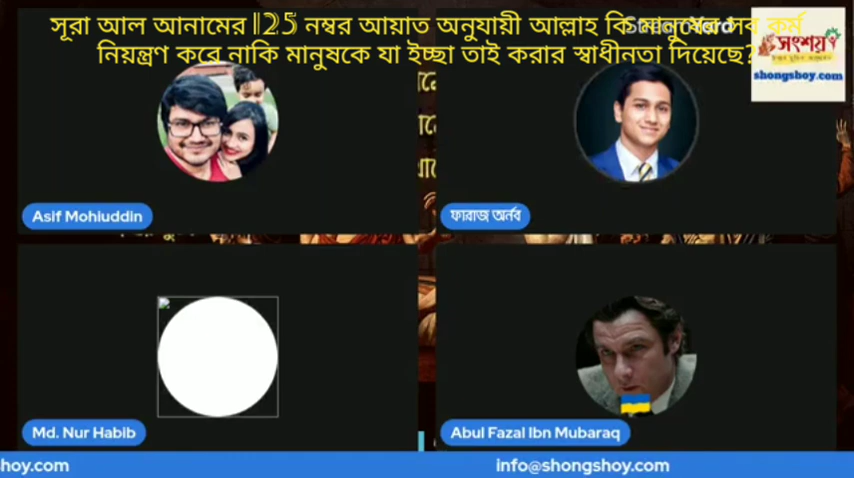 সূরা আল আনামের 125 নম্বর আয়াত অনুযায়ী আল্লাহ কি মানুষের সব কর্ম
নিয়ন্ত্রণ করে নাকি মানুষকে যা ইচ্ছা তাই করার স্বাধীনতা দিয়েছে?
StreamYard
সংশয়
shongshoy.com
Asif Mohiuddin
ফারাজ অর্নব
Md. Nur Habib
Abul Fazal Ibn Mubaraq
hoy.com
info@shongshoy.com